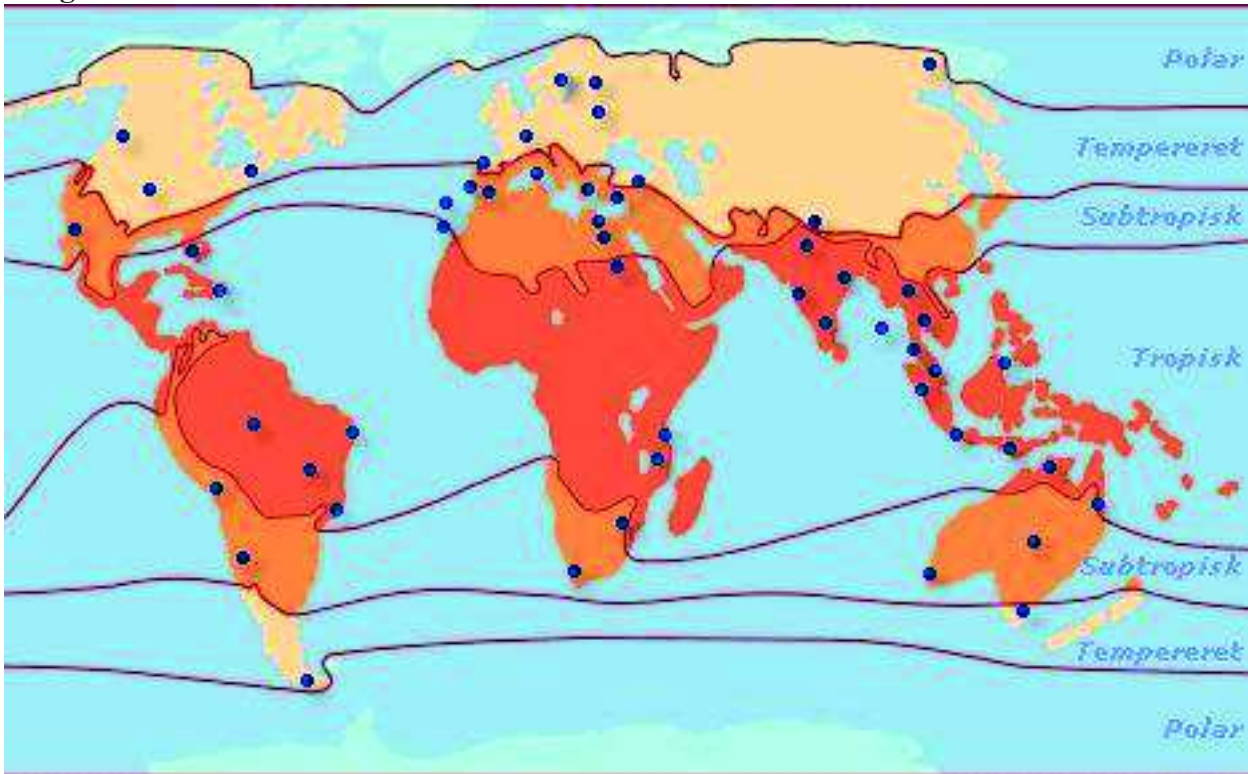 Polar
Tempereret
Subtropisk
Tropisk
Subtropisk
Tempereret
Polar